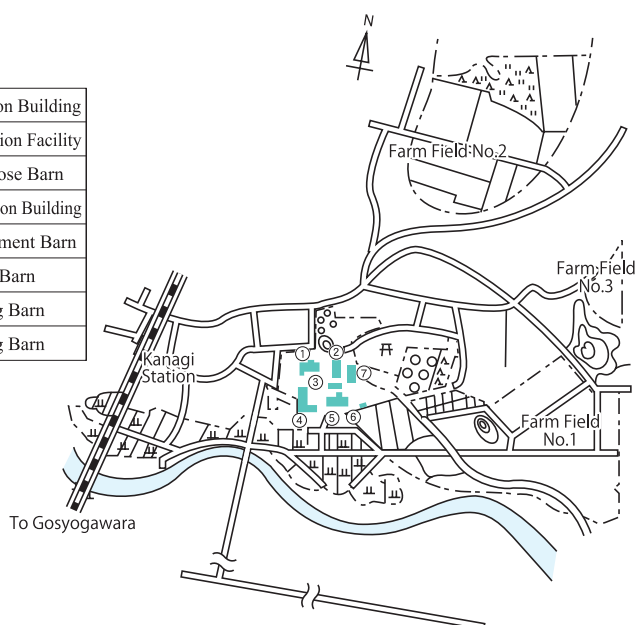 N
on Building
ion Facility
ose Barn
on Building
ment Barn
Barn
g Barn
g Barn
Farm Field No.2
Farm Field
No.3
Kanagi
Station
① ② ③ ④ ⑤ ⑥ ⑦
Farm Field
No.1
To Gosyogawara